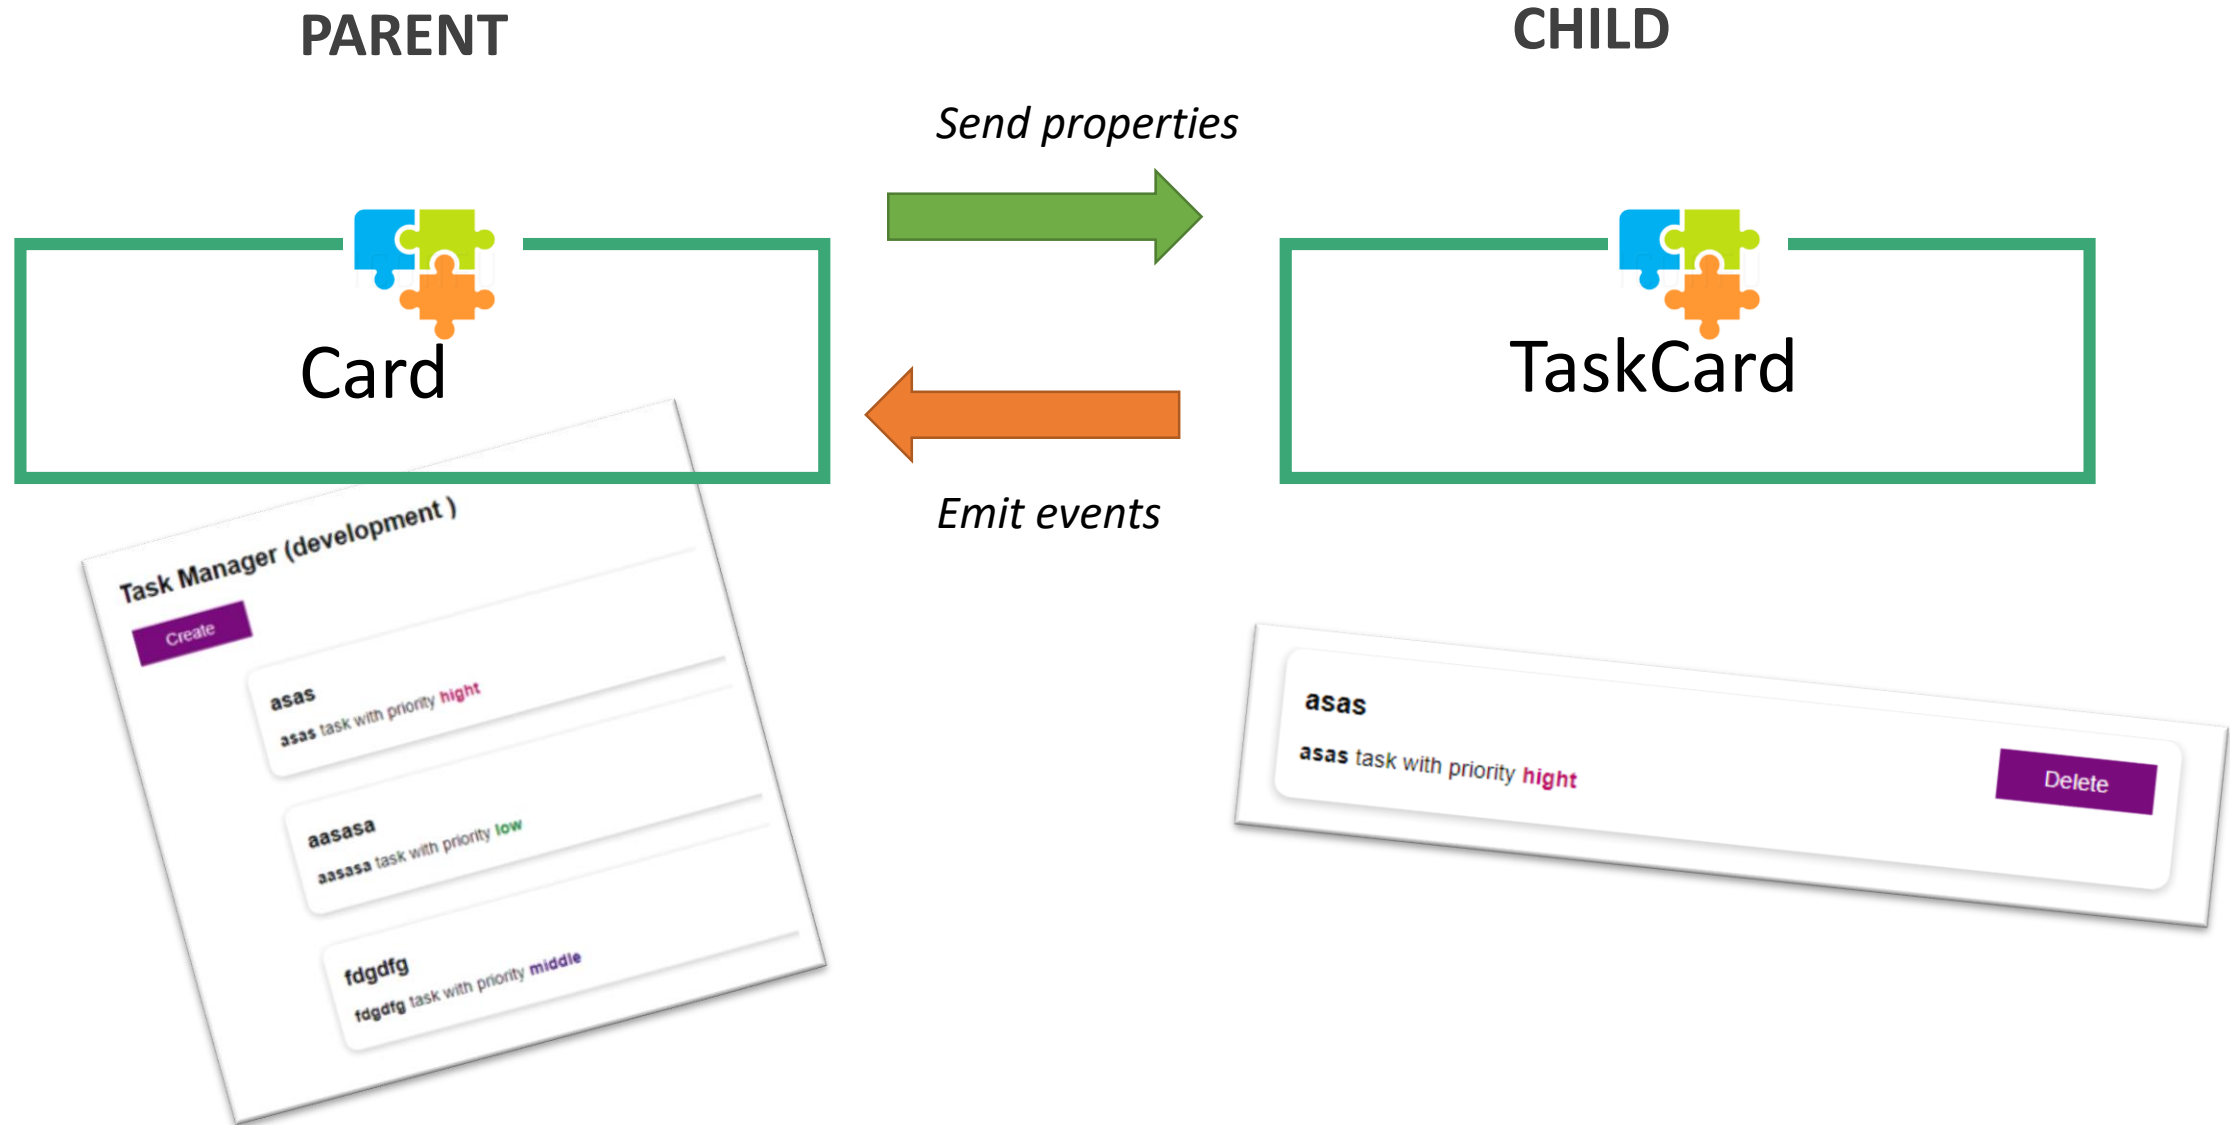 PARENT
CHILD
Send properties
Card
TaskCard
Emit events
Task Manager (development )
Create
asas
asas task with priority hight
aasasa
aasasa task with priority low
fdgdfg
fdgdfg task with priority middle
asas
asas task with priority hight
Delete